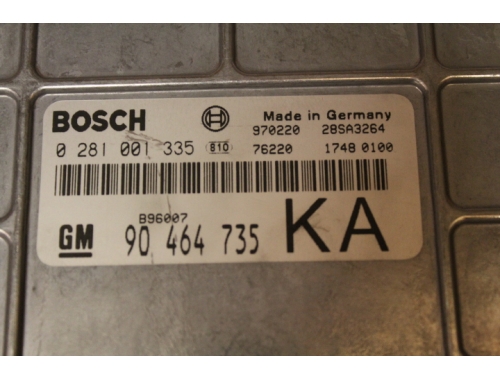 BOSCH Made in Germany
970220 28SA3264
0 281 001 335 810 76220 1748 0100
B96007
GM 90 464 735 KA